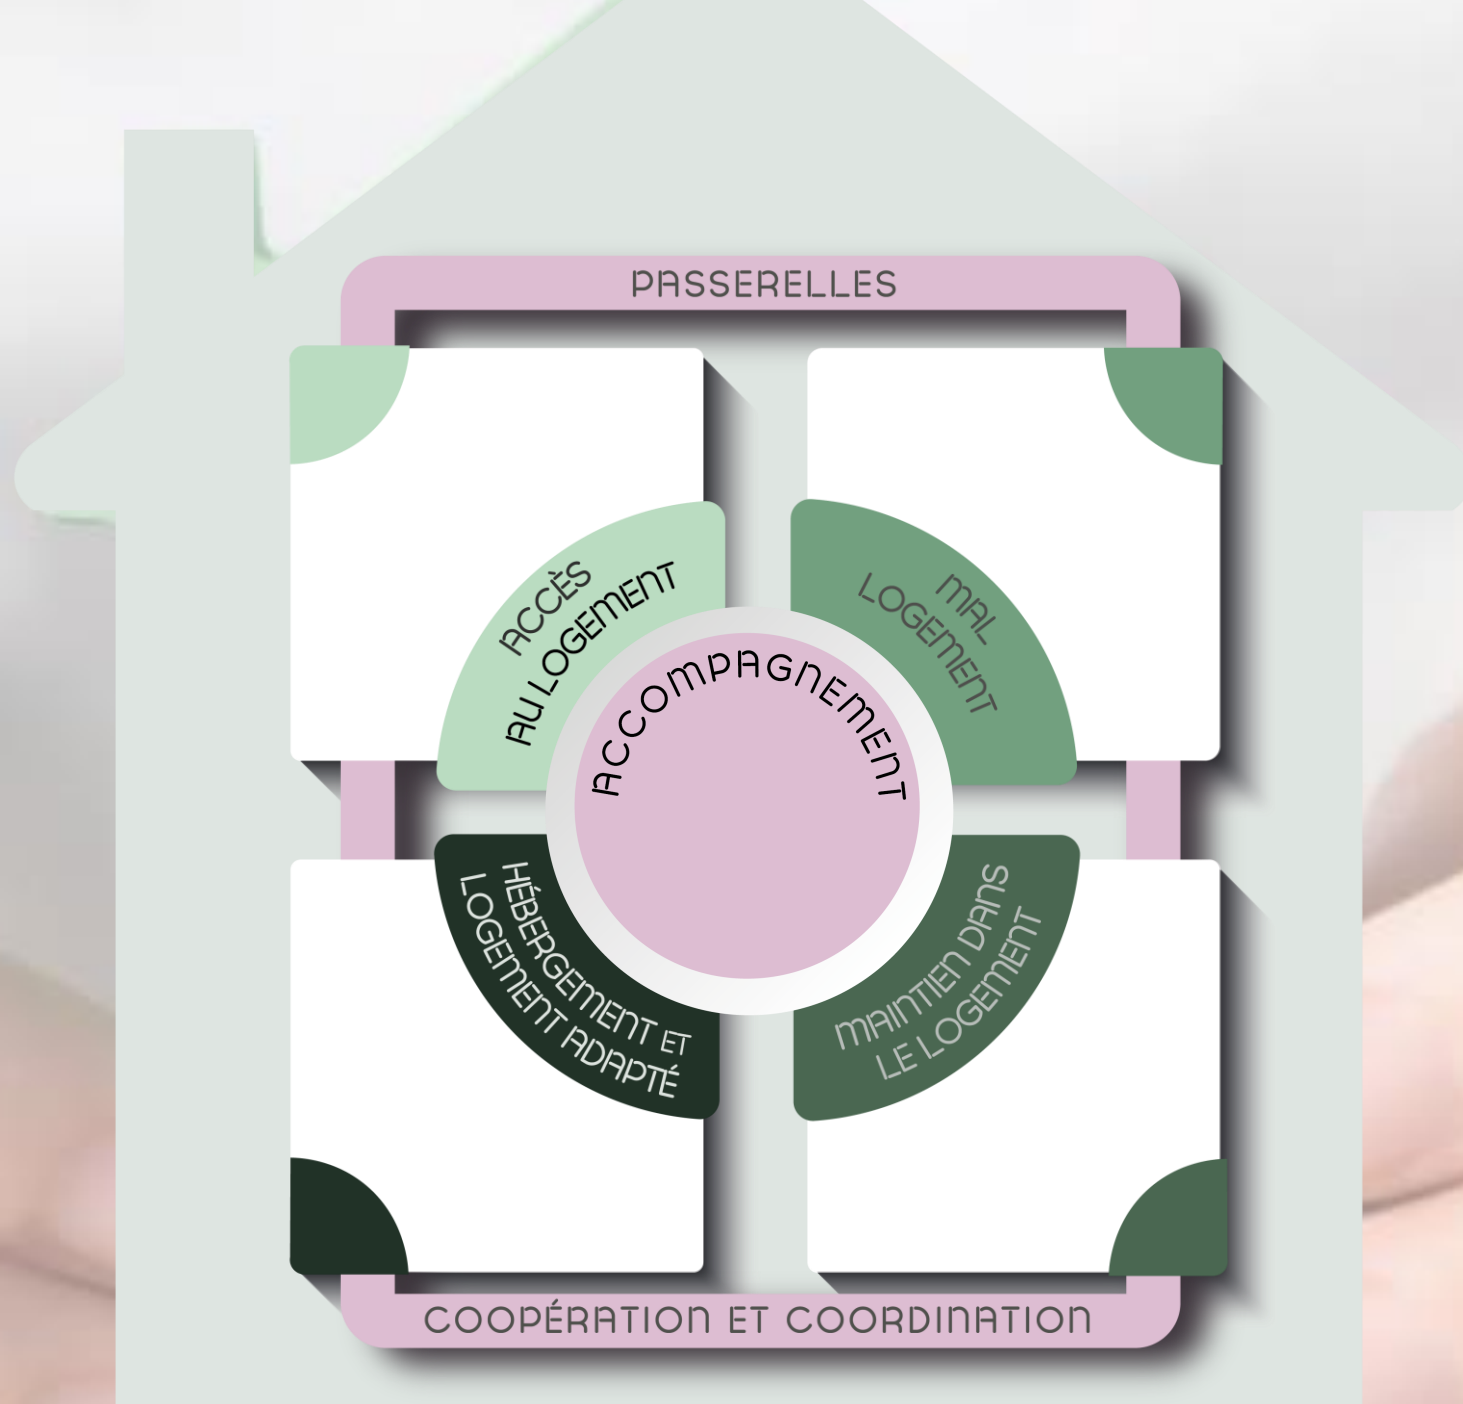 PASSERELLES
ACCÈS
AU LOGEMENT
MAL
LOGEMENT
ACCOMPAGNEMENT
HÉBERGEMENT ET
LOGEMENT ADAPTÉ
MAINTIEN DANS
LE LOGEMENT
COOPÉRATION ET COORDINATION